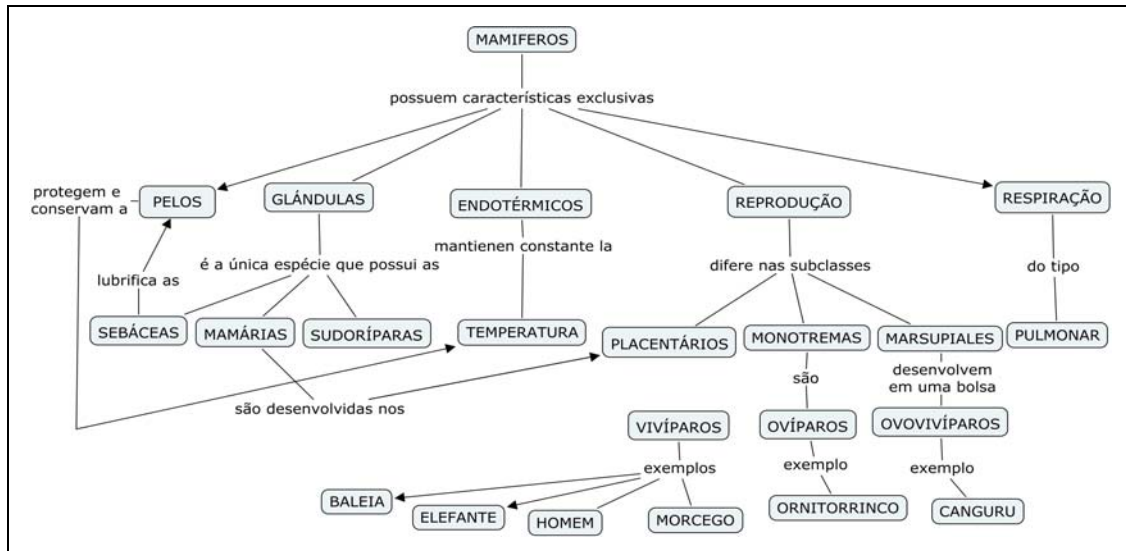 MAMIFEROS
possuem características exclusivas
protegem e
conservam a
PELOS
GLÁNDULAS
ENDOTÉRMICOS
REPRODUÇÃO
RESPIRAÇÃO
lubrifica as
é a única espécie que possui as
mantienen constante la
difere nas subclasses
do tipo
SEBÁCEAS
MAMÁRIAS
SUDORÍPARAS
TEMPERATURA
PLACENTÁRIOS
MONOTREMAS
MARSUPIALES
PULMONAR
são desenvolvidas nos
são
desenvolvem
em uma bolsa
VIVÍPAROS
OVÍPAROS
OVOVIVÍPAROS
exemplos
exemplo
exemplo
BALEIA
ELEFANTE
HOMEM
MORCEGO
ORNITORRINCO
CANGURU